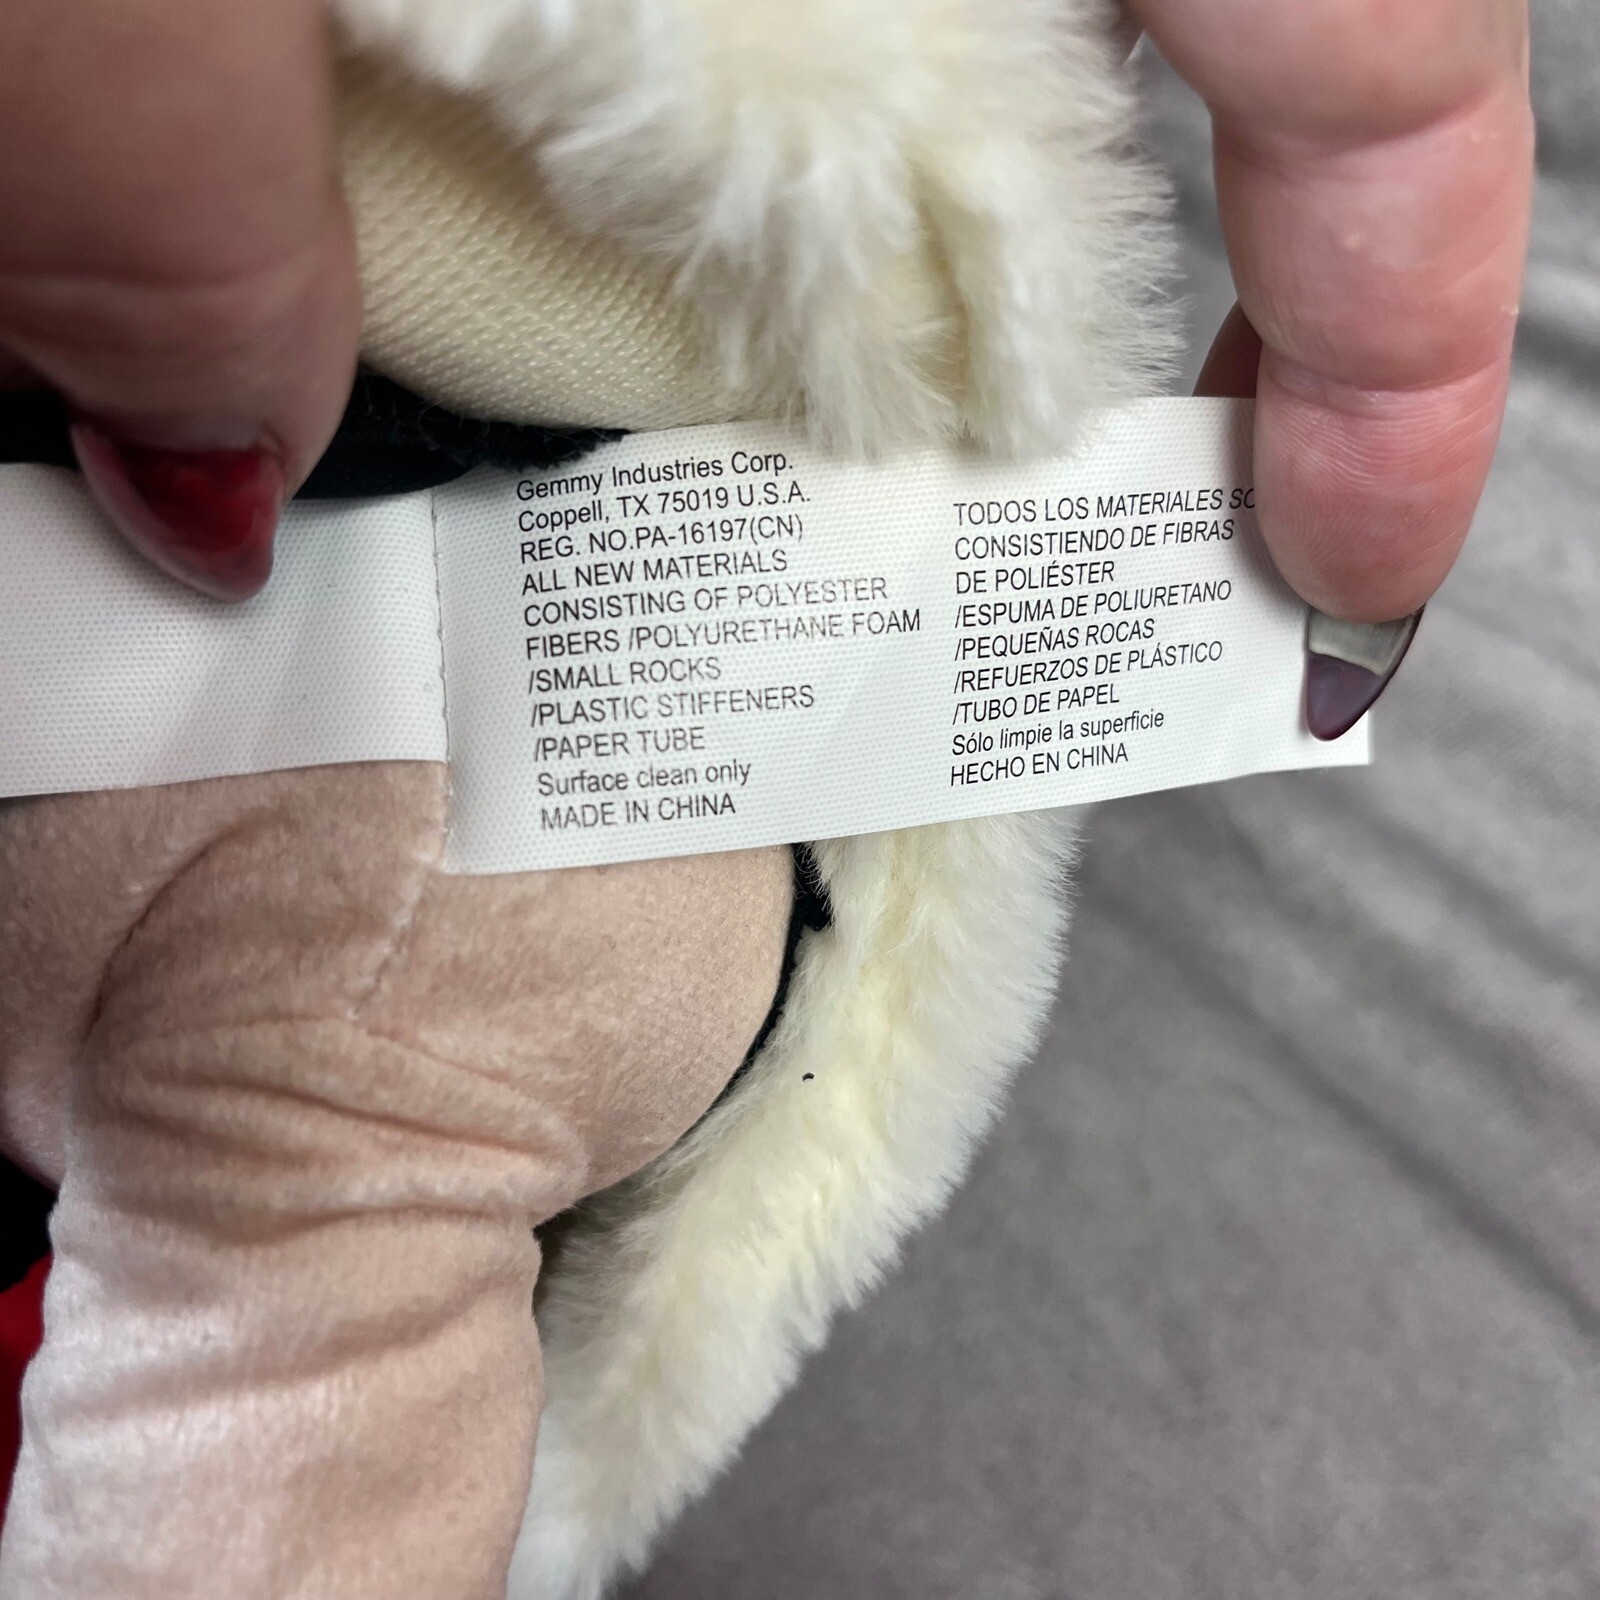 Gemmy Industries Corp.
Coppell, TX 75019 U.S.A.
REG. NO.PA-16197(CN)
ALL NEW MATERIALS
CONSISTING OF POLYESTER
FIBERS /POLYURETHANE FOAM
/SMALL ROCKS
/PLASTIC STIFFENERS
/PAPER TUBE
Surface clean only
MADE IN CHINA
TODOS LOS MATERIALES
CONSISTIENDO DE FIBRAS
DE POLIÉSTER
/ESPUMA DE POLIURETANO
/PEQUEÑAS ROCAS
/REFUERZOS DE PLÁSTICO
/TUBO DE PAPEL
Sólo limpie la superficie
HECHO EN CHINA